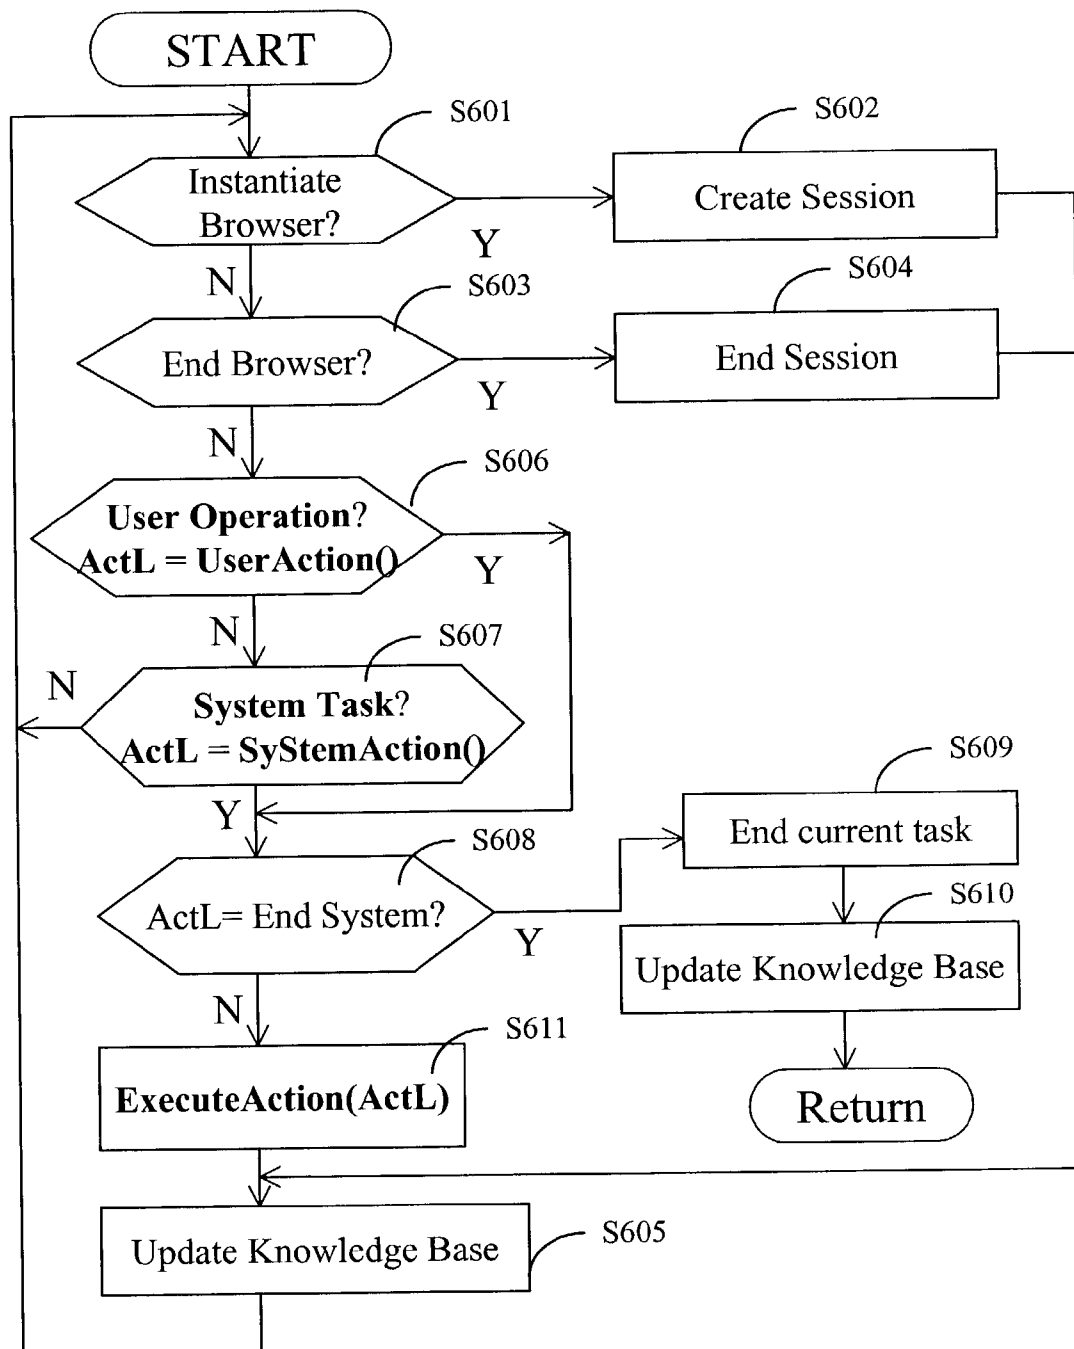 START
S601
S602
Instantiate
Browser?
Create Session
Y
N
S603
S604
End Browser?
End Session
Y
N
S606
User Operation?
ActL = UserAction()
Y
N
S607
N
System Task?
ActL = SyStemAction()
S609
Y
S608
End current task
ActL= End System?
S610
Y
Update Knowledge Base
N
S611
ExecuteAction(ActL)
Return
Update Knowledge Base
S605